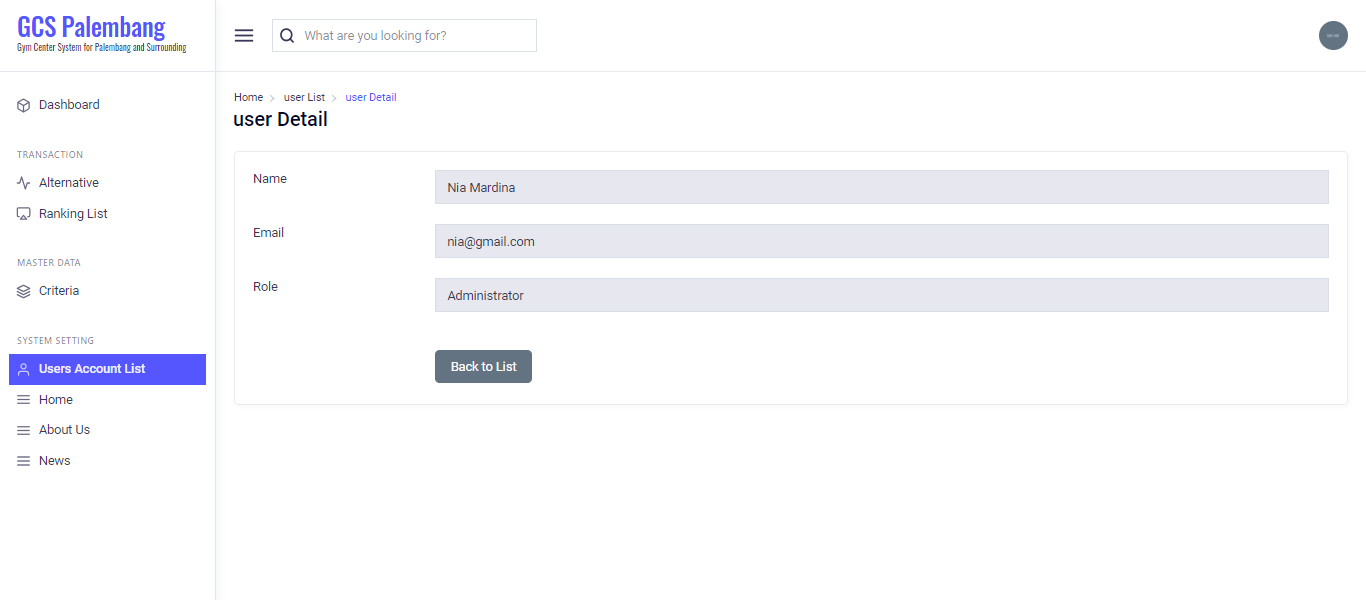 GCS Palembang
Gym Center System for Palembang and Surrounding
What are you looking for?
Dashboard
TRANSACTION
Alternative
Ranking List
MASTER DATA
Criteria
SYSTEM SETTING
Users Account List
Home
About Us
News
Home > user List > user Detail
user Detail
Name
Nia Mardina
Email
nia@gmail.com
Role
Administrator
Back to List